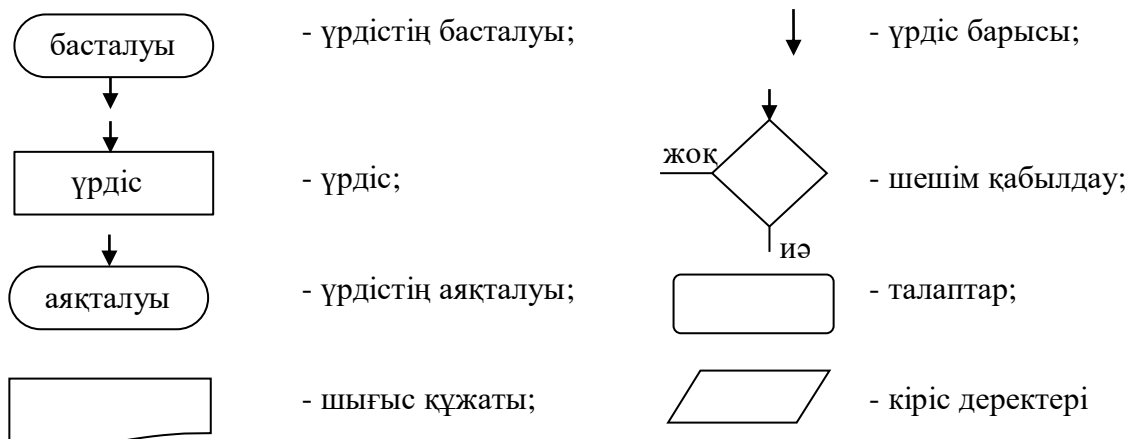 басталуы - үрдістің басталуы; - үрдіс барысы;
үрдіс - үрдіс; жоқ - шешім қабылдау;
иә
аяқталуы - үрдістің аяқталуы; - талаптар;
- шығыс құжаты; - кіріс деректері